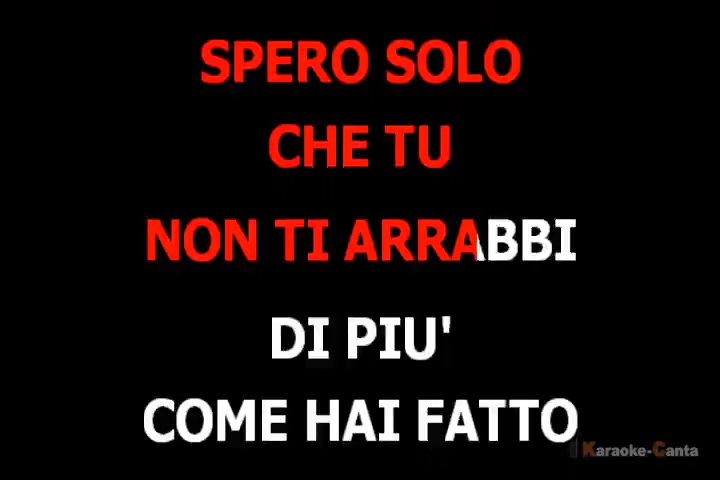 SPERO SOLO
CHE TU
NON TI ARRABBI
DI PIU'
COME HAI FATTO
Karaoke-Canta